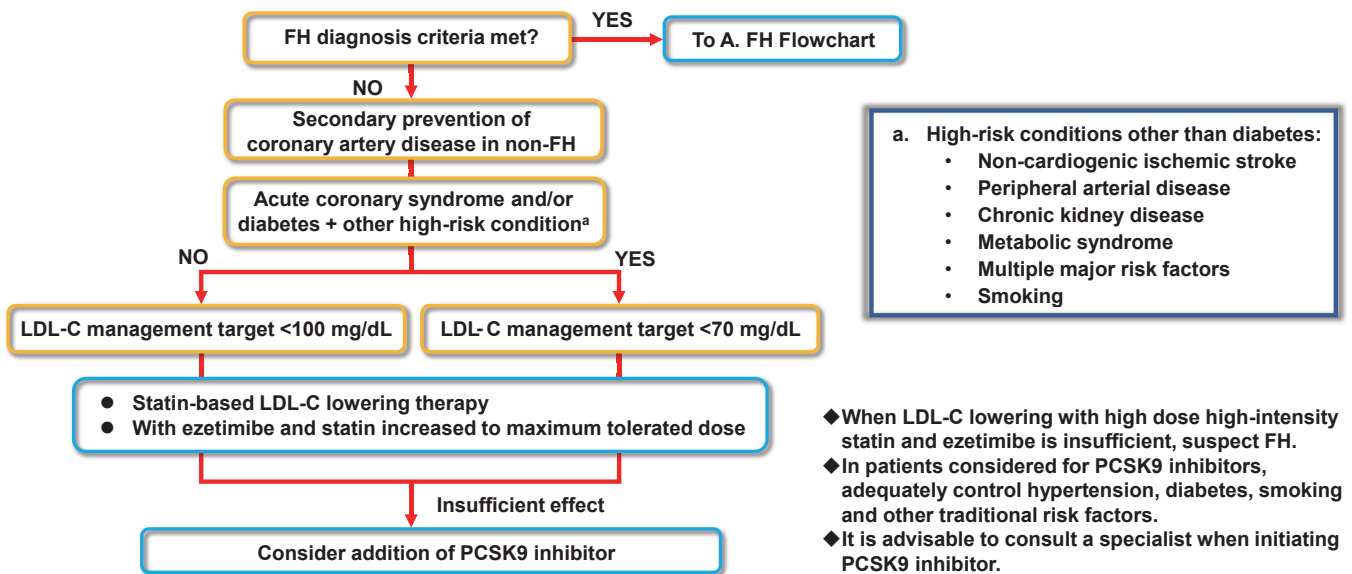 FH diagnosis criteria met?
YES
To A. FH Flowchart
NO
Secondary prevention of
coronary artery disease in non-FH
Acute coronary syndrome and/or
diabetes + other high-risk conditionᵃ
NO
YES
LDL-C management target <100 mg/dL
LDL- C management target <70 mg/dL
● Statin-based LDL-C lowering therapy
● With ezetimibe and statin increased to maximum tolerated dose
Insufficient effect
Consider addition of PCSK9 inhibitor
a. High-risk conditions other than diabetes:
• Non-cardiogenic ischemic stroke
• Peripheral arterial disease
• Chronic kidney disease
• Metabolic syndrome
• Multiple major risk factors
• Smoking
◆When LDL-C lowering with high dose high-intensity
statin and ezetimibe is insufficient, suspect FH.
◆In patients considered for PCSK9 inhibitors,
adequately control hypertension, diabetes, smoking
and other traditional risk factors.
◆It is advisable to consult a specialist when initiating
PCSK9 inhibitor.